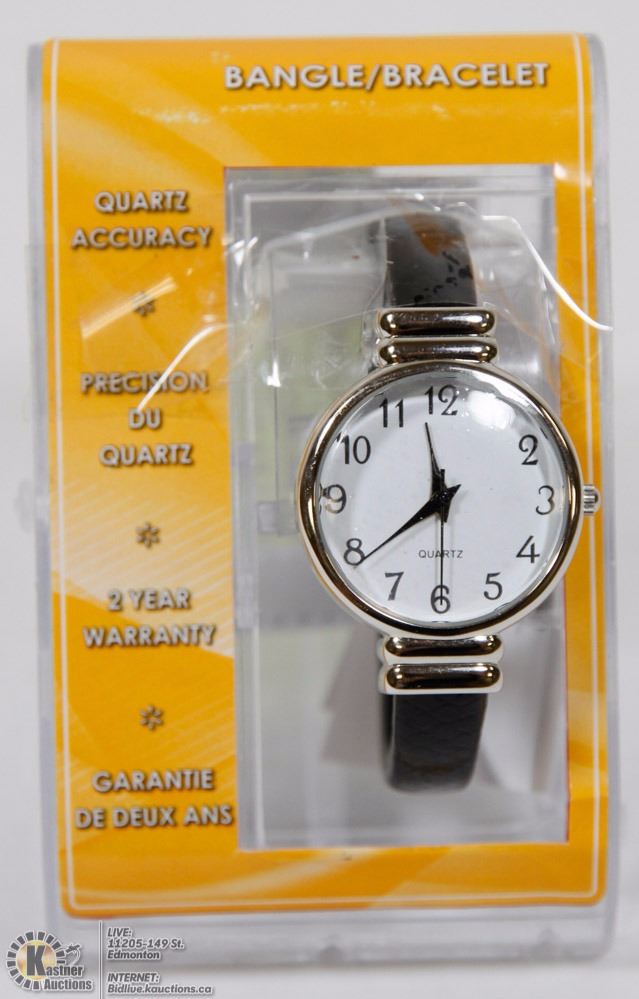 BANGLE/BRACELET
QUARTZ
ACCURACY
*
PRECISION
DU
QUARTZ
*
2 YEAR
WARRANTY
*
GARANTIE
DE DEUX ANS
12
11
10
9
8
7
6
5
4
3
2
QUARTZ
Kastner
Auctions
LIVE:
11205-149 St.
Edmonton
INTERNET:
Bidlive.kauctions.ca